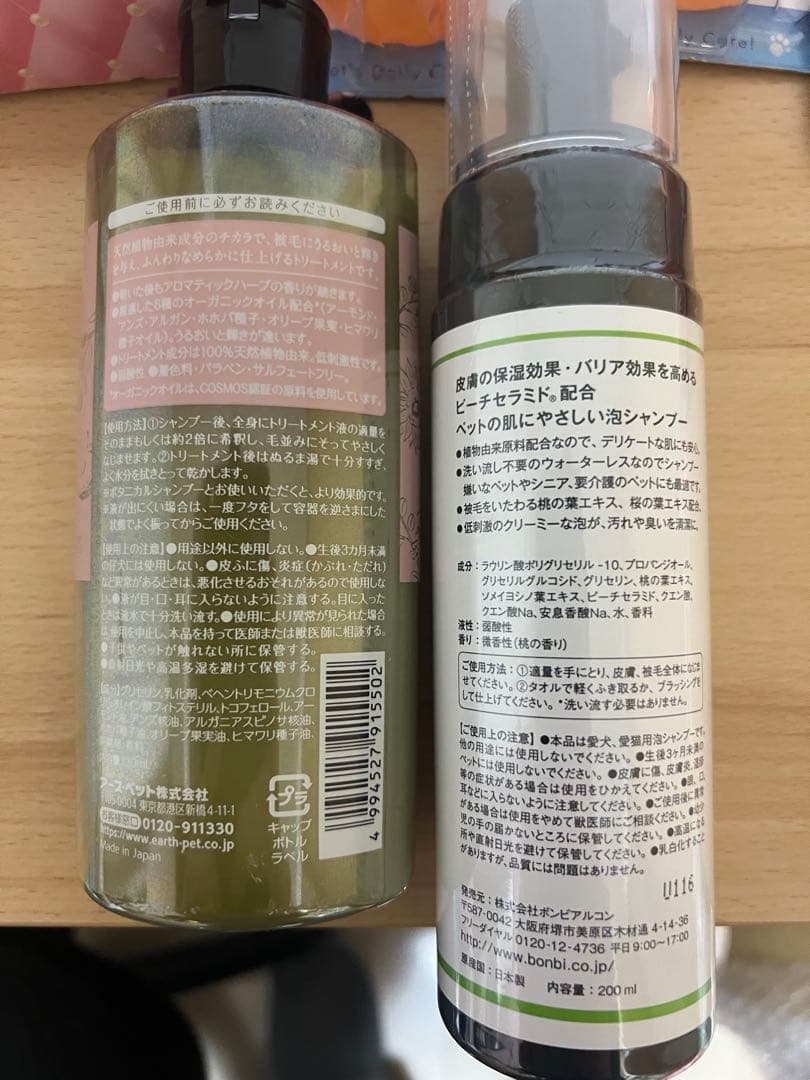 ly Care!
Let's Daily C
ご使用前に必ずお読みください
天然植物由来成分のチカラで、被毛にうるおいと輝き
を与え、ふんわりなめらかに仕上げるトリートメントです。
●乾いた後もアロマティックハーブの香りが続きます。
●厳選した6種のオーガニックオイル配合*(アーモンド・
アンズ・アルガン・ホホバ種子・オリーブ果実・ヒマワリ
種子オイル)。うるおいと輝きが違います。
●トリートメント成分は100%天然植物由来。低刺激性です。
●弱酸性 ●着色料・パラベン・サルフェートフリー。
*オーガニックオイルは、COSMOS認証の原料を使用しています。
【使用方法】①シャンプー後、全身にトリートメント液の適量を
そのままもしくは約2倍に希釈し、毛並みにそってやさしく
なじませます。②トリートメント後はぬるま湯で十分すすぎ、
よく水分を拭きとって乾かします。
※ボタニカルシャンプーとお使いいただくと、より効果的です。
※液が出にくい場合は、一度フタをして容器を逆さまにした
状態でよく振ってからご使用ください。
【使用上の注意】●用途以外に使用しない。●生後3カ月未満
の仔犬には使用しない。●皮ふに傷、炎症(かぶれ・ただれ)
など異常があるときは、悪化させるおそれがあるので使用しな
い。●液が目・口・耳に入らないように注意する。目に入った
ときは流水で十分洗い流す。●使用により異常が見られた場合
は、使用を中止し、本品を持って医師または獣医師に相談する。
●子供やペットが触れない所に保管する。
●直射日光や高温多湿を避けて保管する。
【成分】グリセリン、乳化剤、ベヘントリモニウムクロ
リド、オレイン酸フィトステリル、トコフェロール、アー
モンド油、アンズ核油、アルガニアスピノサ核油、
ホホバ種子油、オリーブ果実油、ヒマワリ種子油、
香料
mL
アース・ペット株式会社
〒105-0004 東京都港区新橋4-11-1
お客様窓口 0120-911330
https://www.earth-pet.co.jp
Made in Japan
プラ
キャップ
ボトル
ラベル
4 994527 915502
皮膚の保湿効果・バリア効果を高める
ピーチセラミド®配合
ペットの肌にやさしい泡シャンプー
●植物由来原料配合なので、デリケートな肌にも安心。
●洗い流し不要のウォーターレスなのでシャンプー
嫌いなペットやシニア、要介護のペットにも最適です。
●被毛をいたわる桃の葉エキス、桜の葉エキス配合。
●低刺激のクリーミーな泡が、汚れや臭いを清潔に。
成分：ラウリン酸ポリグリセリル-10、プロパンジオール、
グリセリルグルコシド、グリセリン、桃の葉エキス、
ソメイヨシノ葉エキス、ピーチセラミド、クエン酸、
クエン酸Na、安息香酸Na、水、香料
液性：弱酸性
香り：微香性(桃の香り)
ご使用方法：①適量を手にとり、皮膚、被毛全体になじま
せてください。②タオルで軽くふき取るか、ブラッシング
をして仕上げてください。*洗い流す必要はありません。
【ご使用上の注意】●本品は愛犬、愛猫用泡シャンプーです。
他の用途には使用しないでください。●生後3ヶ月未満の
ペットには使用しないでください。●皮膚に傷、皮膚炎、湿疹
等の症状がある場合は使用をひかえてください。●眼、口、
耳などに入らないように注意してください。●ご使用後に異常
がある場合は使用をやめて獣医師にご相談ください。●幼少
児の手の届かないところに保管してください。●高温になる
所や直射日光を避けて保管してください。●乳白化すること
がありますが、品質には問題はありません。
U116
発売元：株式会社ボンビアルコン
〒587-0042 大阪府堺市美原区木材通4-14-36
フリーダイヤル 0120-12-4736 平日9:00〜17:00
http://www.bonbi.co.jp/
原産国：日本製 内容量：200ml